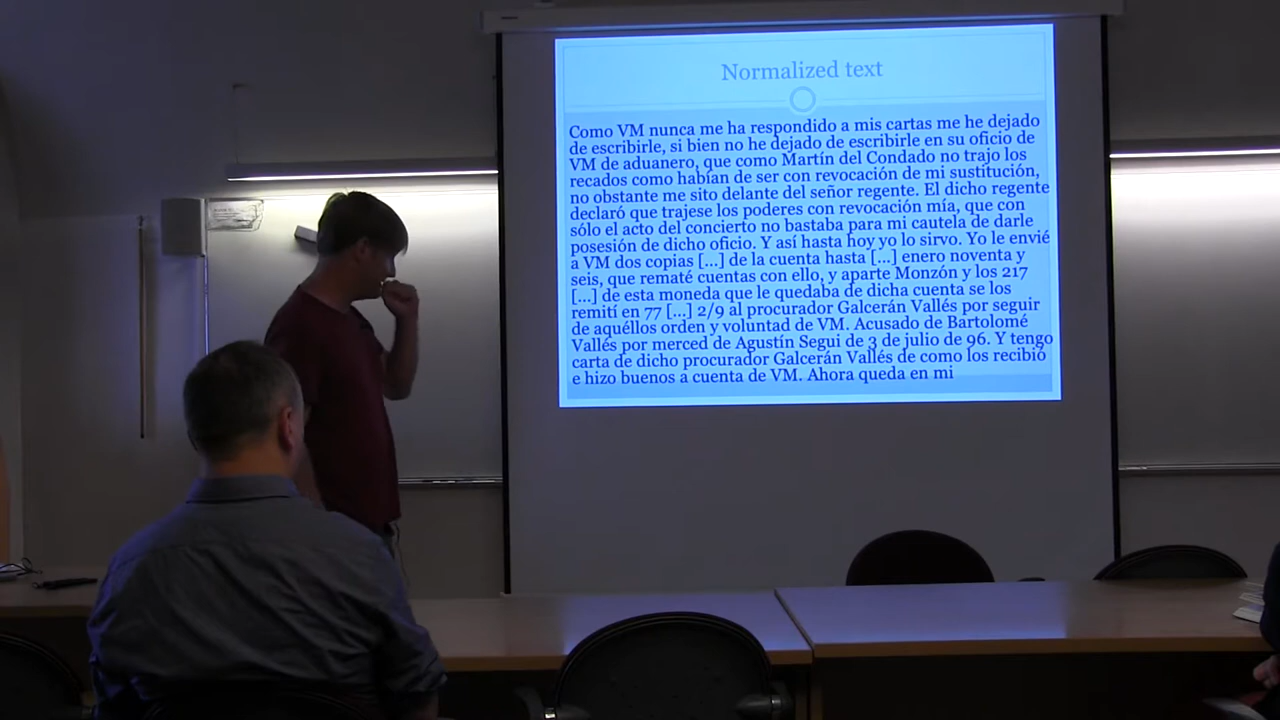 Normalized text
Como VM nunca me ha respondido a mis cartas me he dejado
de escribirle, si bien no he dejado de escribirle en su oficio de
VM de aduanero, que como Martín del Condado no trajo los
recados como habían de ser con revocación de mi sustitución,
no obstante me sito delante del señor regente. El dicho regente
declaró que trajese los poderes con revocación mía, que con
sólo el acto del concierto no bastaba para mi cautela de darle
posesión de dicho oficio. Y así hasta hoy yo lo sirvo. Yo le envié
a VM dos copias [...] de la cuenta hasta [...] enero noventa y
seis, que rematé cuentas con ello, y aparte Monzón y los 217
[...] de esta moneda que le quedaba de dicha cuenta se los
remití en 77 [...] 2/9 al procurador Galcerán Vallés por seguir
de aquéllos orden y voluntad de VM. Acusado de Bartolomé
Vallés por merced de Agustín Segui de 3 de julio de 96. Y tengo
carta de dicho procurador Galcerán Vallés de como los recibió
e hizo buenos a cuenta de VM. Ahora queda en mi